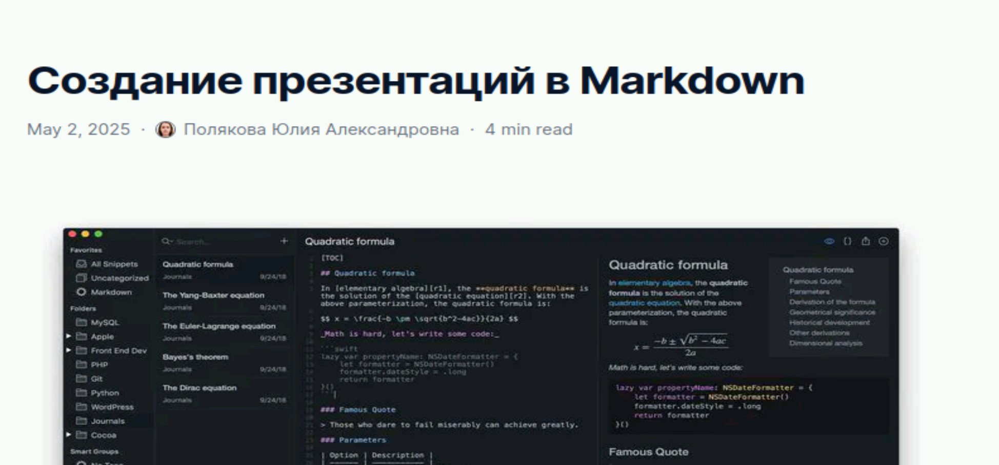 Создание презентаций в Markdown
May 2, 2025 · Полякова Юлия Александровна · 4 min read
Search...
Quadratic formula
Favorites
All Snippets
Uncategorized
Markdown
Folders
MySQL
Apple
Front End Dev
PHP
Git
Python
WordPress
Journals
Cocoa
Smart Groups
Quadratic formula
Journals 9/24/18
The Yang-Baxter equation
Journals 9/24/18
The Euler-Lagrange equation
Journals 9/24/18
Bayes's theorem
Journals 9/24/18
The Dirac equation
Journals 9/24/18
[TOC]
## Quadratic formula
In [elementary algebra][r1], the **quadratic formula** is
the solution of the [quadratic equation][r2]. With the
above parameterization, the quadratic formula is:
$$ x = \frac{-b \pm \sqrt{b^2-4ac}}{2a} $$
_Math is hard, let's write some code:_
```swift
lazy var propertyName: NSDateFormatter = {
let formatter = NSDateFormatter()
formatter.dateStyle = .long
return formatter
}()
```
### Famous Quote
> Those who dare to fail miserably can achieve greatly.
### Parameters
| Option | Description |
Quadratic formula
In elementary algebra, the quadratic
formula is the solution of the
quadratic equation. With the above
parameterization, the quadratic
formula is:
x = −b ± √b² − 4ac
2a
Math is hard, let's write some code:
lazy var propertyName: NSDateFormatter = {
let formatter = NSDateFormatter()
formatter.dateStyle = .long
return formatter
}()
Famous Quote
Quadratic formula
Famous Quote
Parameters
Derivation of the formula
Geometrical significance
Historical development
Other derivations
Dimensional analysis